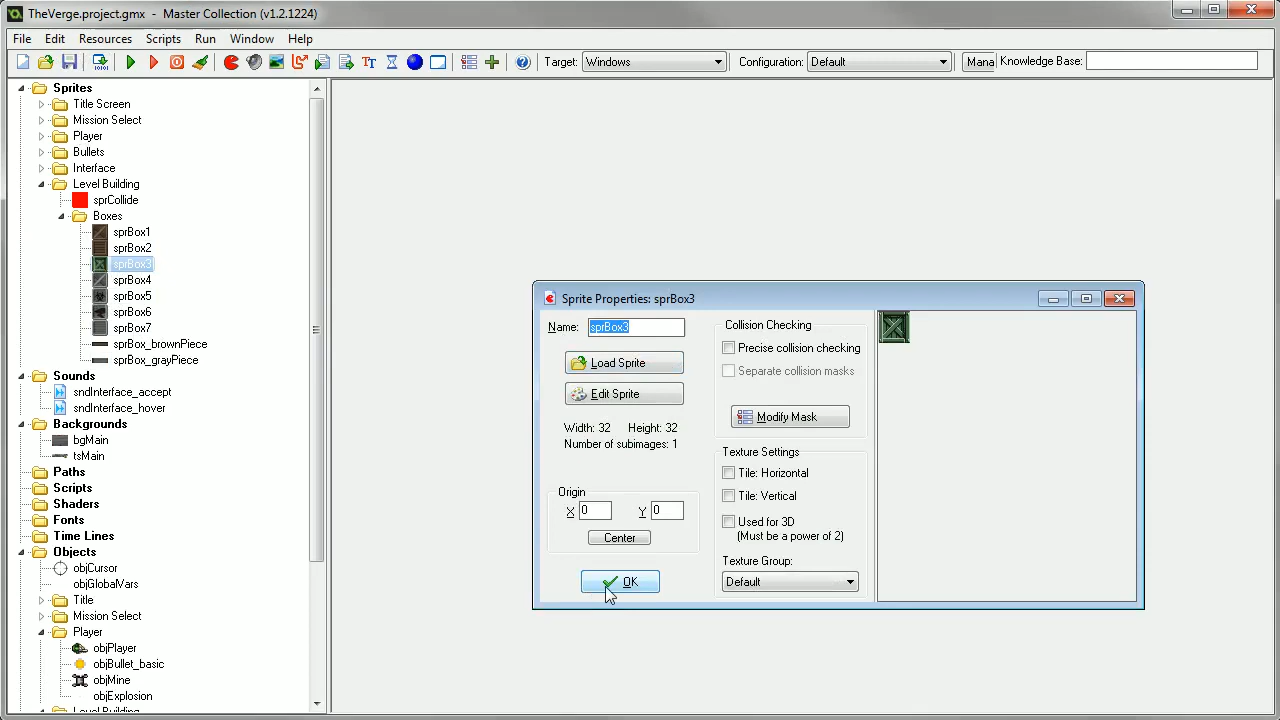 TheVerge.project.gmx - Master Collection (v1.2.1224)
File Edit Resources Scripts Run Window Help
Target: Windows Configuration: Default Mana Knowledge Base:
Sprites
Title Screen
Mission Select
Player
Bullets
Interface
Level Building
sprCollide
Boxes
sprBox1
sprBox2
sprBox3
sprBox4
sprBox5
sprBox6
sprBox7
sprBox_brownPiece
sprBox_grayPiece
Sounds
sndInterface_accept
sndInterface_hover
Backgrounds
bgMain
tsMain
Paths
Scripts
Shaders
Fonts
Time Lines
Objects
objCursor
objGlobalVars
Title
Mission Select
Player
objPlayer
objBullet_basic
objMine
objExplosion
Level Building
Sprite Properties: sprBox3
Name: sprBox3
Load Sprite
Edit Sprite
Width: 32 Height: 32
Number of subimages: 1
Origin
X 0 Y 0
Center
OK
Collision Checking
Precise collision checking
Separate collision masks
Modify Mask
Texture Settings
Tile: Horizontal
Tile: Vertical
Used for 3D
(Must be a power of 2)
Texture Group:
Default